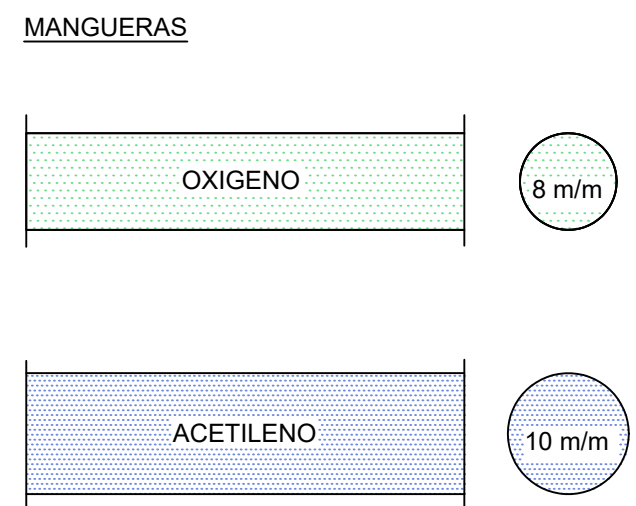 MANGUERAS
OXIGENO
8 m/m
ACETILENO
10 m/m